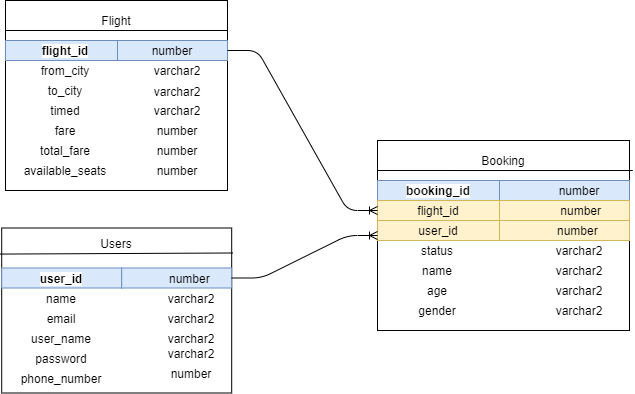 Flight
flight_id number
from_city varchar2
to_city varchar2
timed varchar2
fare number
total_fare number
available_seats number
Users
user_id number
name varchar2
email varchar2
user_name varchar2
password varchar2
phone_number number
Booking
booking_id number
flight_id number
user_id number
status varchar2
name varchar2
age varchar2
gender varchar2